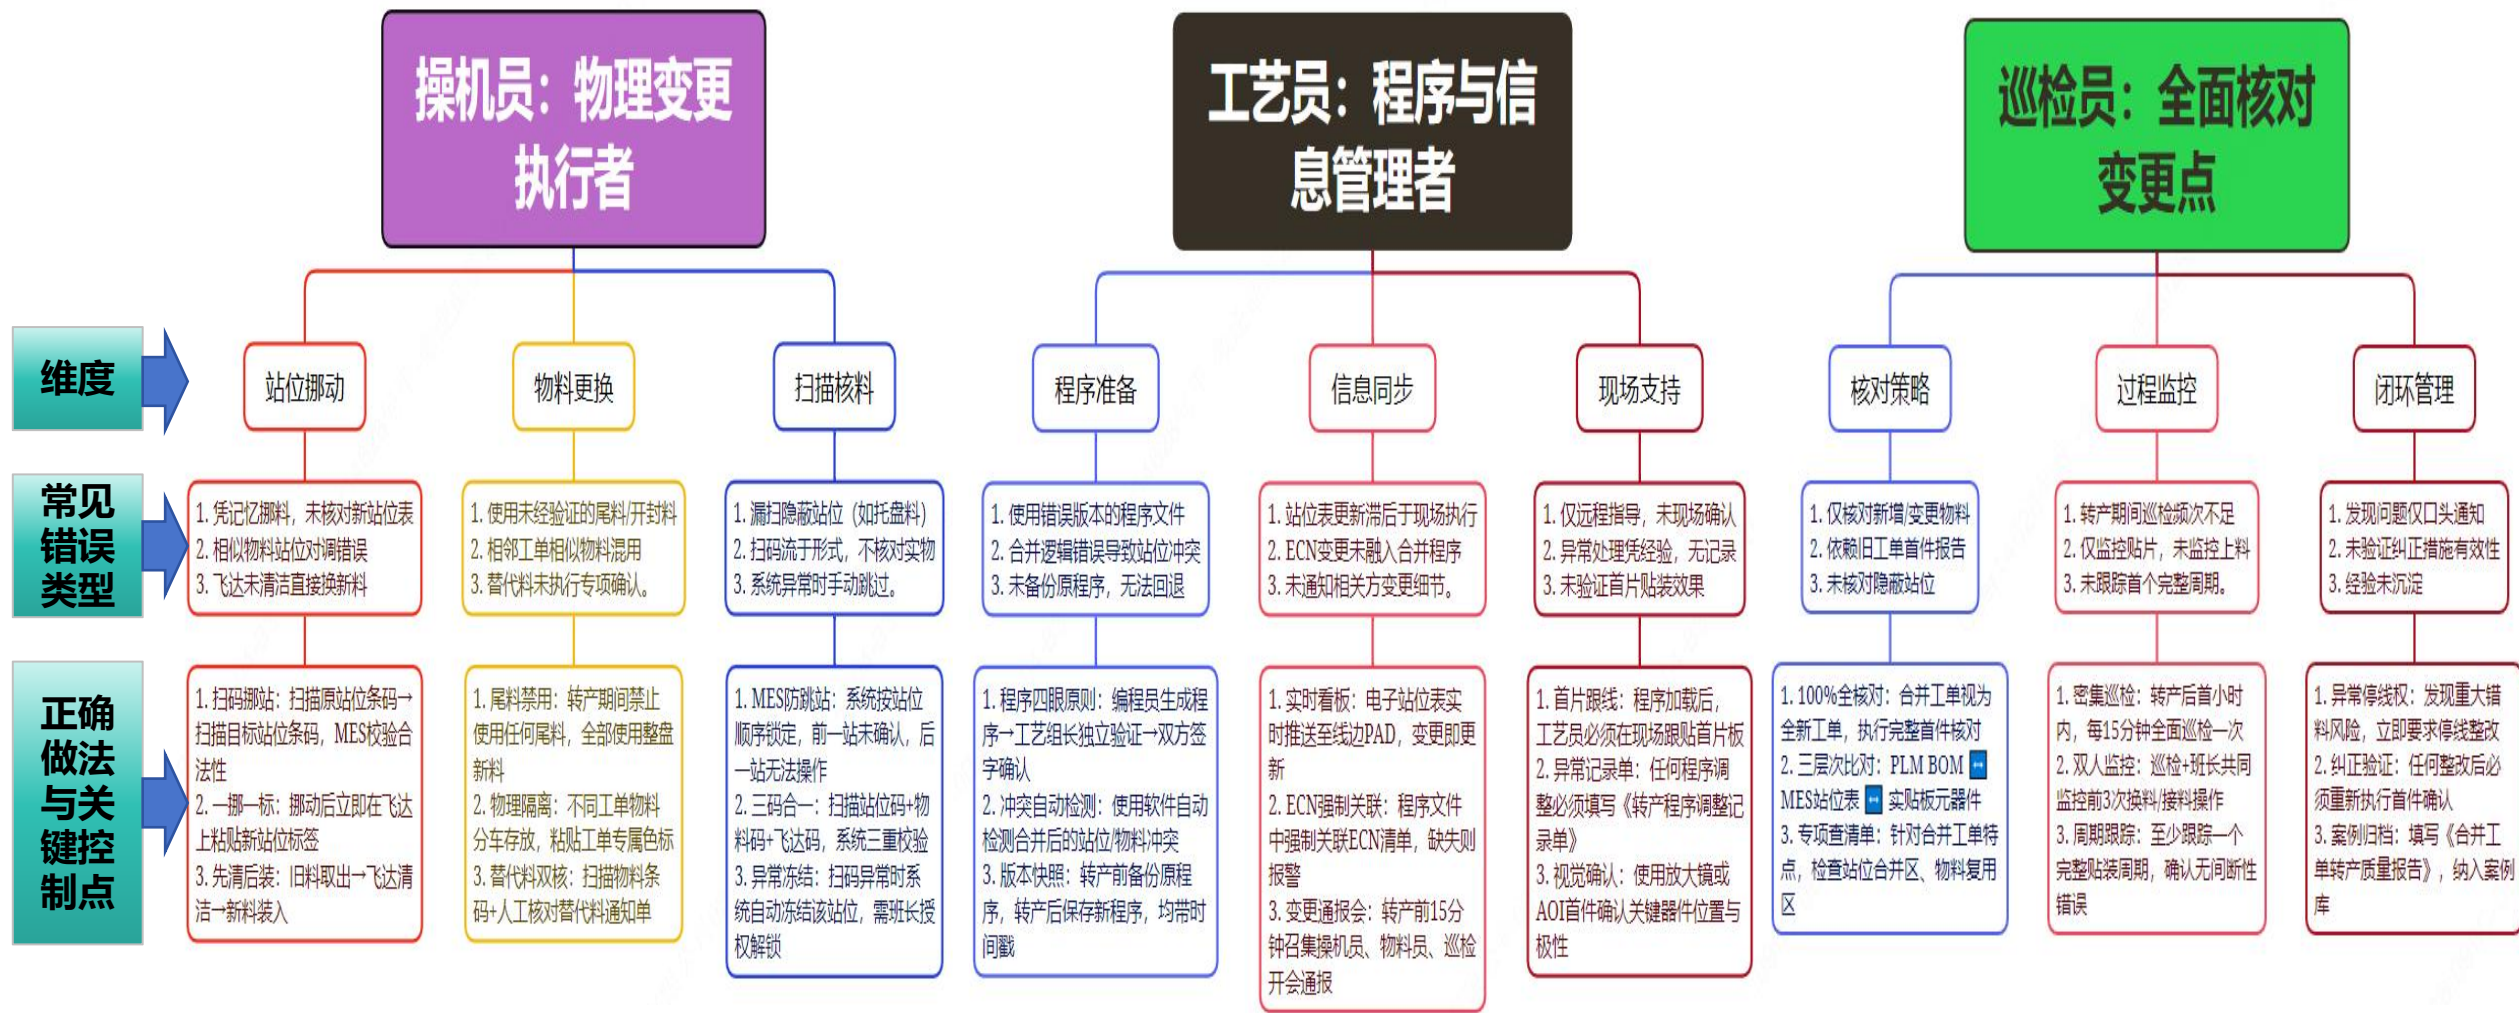 操机员：物理变更
执行者
工艺员：程序与信
息管理者
巡检员：全面核对
变更点
维度
站位挪动
物料更换
扫描核料
程序准备
信息同步
现场支持
核对策略
过程监控
闭环管理
常见
错误
类型
1. 凭记忆挪料，未核对新站位表
2. 相似物料站位对调错误
3. 飞达未清洁直接换新料
1. 使用未经验证的尾料/开封料
2. 相邻工单相似物料混用
3. 替代料未执行专项确认。
1. 漏扫隐蔽站位（如托盘料）
2. 扫码流于形式，不核对实物
3. 系统异常时手动跳过。
1. 使用错误版本的程序文件
2. 合并逻辑错误导致站位冲突
3. 未备份原程序，无法回退
1. 站位表更新滞后于现场执行
2. ECN变更未融入合并程序
3. 未通知相关方变更细节。
1. 仅远程指导，未现场确认
2. 异常处理凭经验，无记录
3. 未验证首片贴装效果
1. 仅核对新增/变更物料
2. 依赖旧工单首件报告
3. 未核对隐蔽站位
1. 转产期间巡检频次不足
2. 仅监控贴片，未监控上料
3. 未跟踪首个完整周期。
1. 发现问题仅口头通知
2. 未验证纠正措施有效性
3. 经验未沉淀
正确
做法
与关
键控
制点
1. 扫码挪站：扫描原站位条码→
扫描目标站位条码，MES校验合
法性
2. 一挪一标：挪动后立即在飞达
上粘贴新站位标签
3. 先清后装：旧料取出→飞达清
洁→新料装入
1. 尾料禁用：转产期间禁止
使用任何尾料，全部使用整盘
新料
2. 物理隔离：不同工单物料
分车存放，粘贴工单专属色标
3. 替代料双核：扫描物料条
码+人工核对替代料通知单
1. MES防跳站：系统按站位
顺序锁定，前一站未确认，后
一站无法操作
2. 三码合一：扫描站位码+物
料码+飞达码，系统三重校验
3. 异常冻结：扫码异常时系
统自动冻结该站位，需班长授
权解锁
1. 程序四眼原则：编程员生成程
序→工艺组长独立验证→双方签
字确认
2. 冲突自动检测：使用软件自动
检测合并后的站位/物料冲突
3. 版本快照：转产前备份原程
序，转产后保存新程序，均带时
间戳
1. 实时看板：电子站位表实
时推送至线边PAD，变更即更
新
2. ECN强制关联：程序文件
中强制关联ECN清单，缺失则
报警
3. 变更通报会：转产前15分
钟召集操机员、物料员、巡检
开会通报
1. 首片跟线：程序加载后，
工艺员必须在现场跟贴首片板
2. 异常记录单：任何程序调
整必须填写《转产程序调整记
录单》
3. 视觉确认：使用放大镜或
AOI首件确认关键器件位置与
极性
1. 100%全核对：合并工单视为
全新工单，执行完整首件核对
2. 三层次比对：PLM BOM ↔
MES站位表 ↔ 实贴板元器件
3. 专项查清单：针对合并工单特
点，检查站位合并区、物料复用
区
1. 密集巡检：转产后首小时
内，每15分钟全面巡检一次
2. 双人监控：巡检+班长共同
监控前3次换料/接料操作
3. 周期跟踪：至少跟踪一个
完整贴装周期，确认无间断性
错误
1. 异常停线权：发现重大错
料风险，立即要求停线整改
2. 纠正验证：任何整改后必
须重新执行首件确认
3. 案例归档：填写《合并工
单转产质量报告》，纳入案例
库